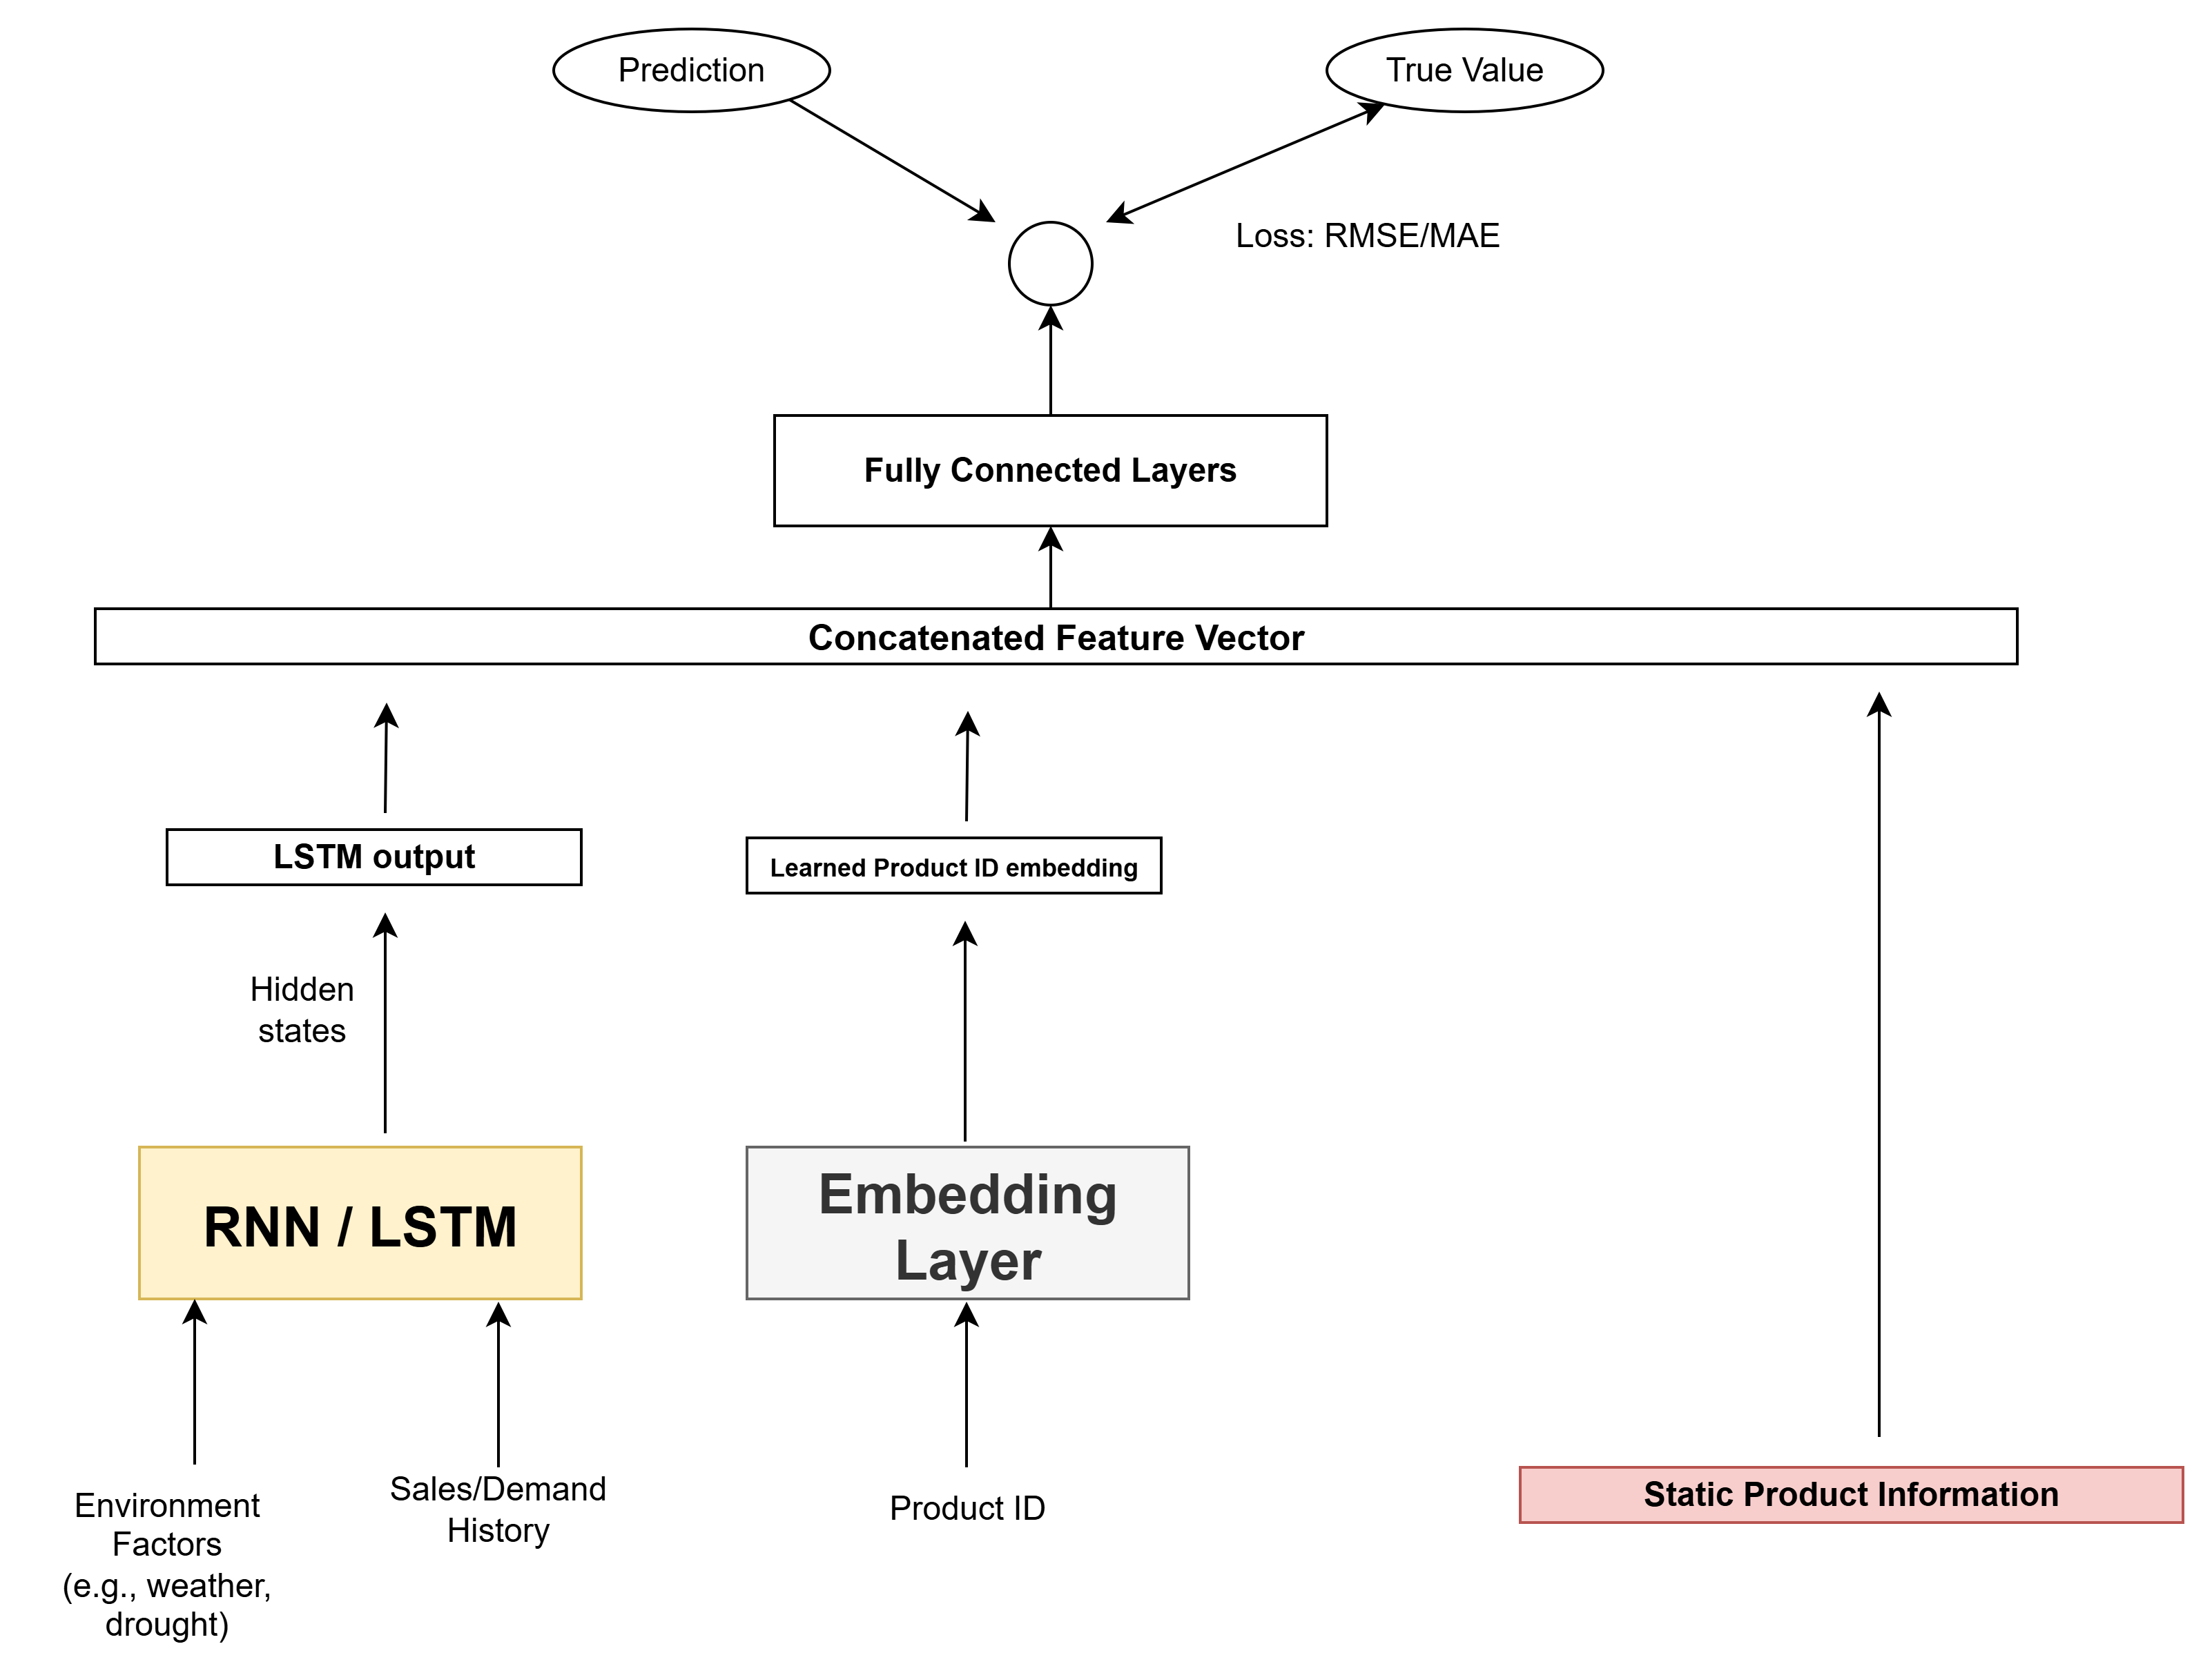 Prediction
True Value
Loss: RMSE/MAE
Fully Connected Layers
Concatenated Feature Vector
LSTM output
Learned Product ID embedding
Hidden
states
RNN / LSTM
Embedding
Layer
Environment
Factors
(e.g., weather,
drought)
Sales/Demand
History
Product ID
Static Product Information